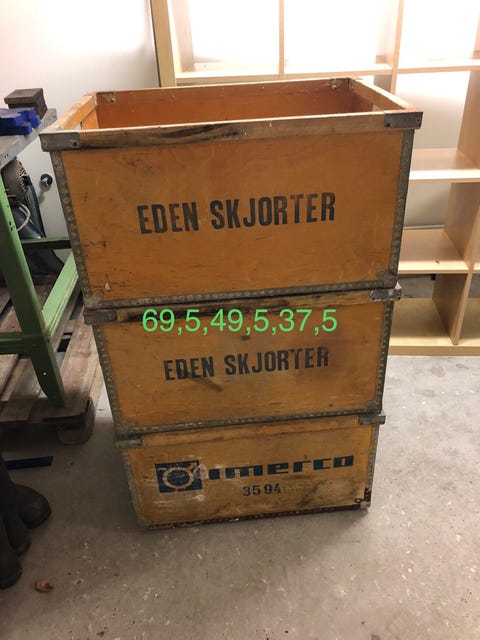 EDEN SKJORTER
69,5,49,5,37,5
EDEN SKJORTER
imerco
3594